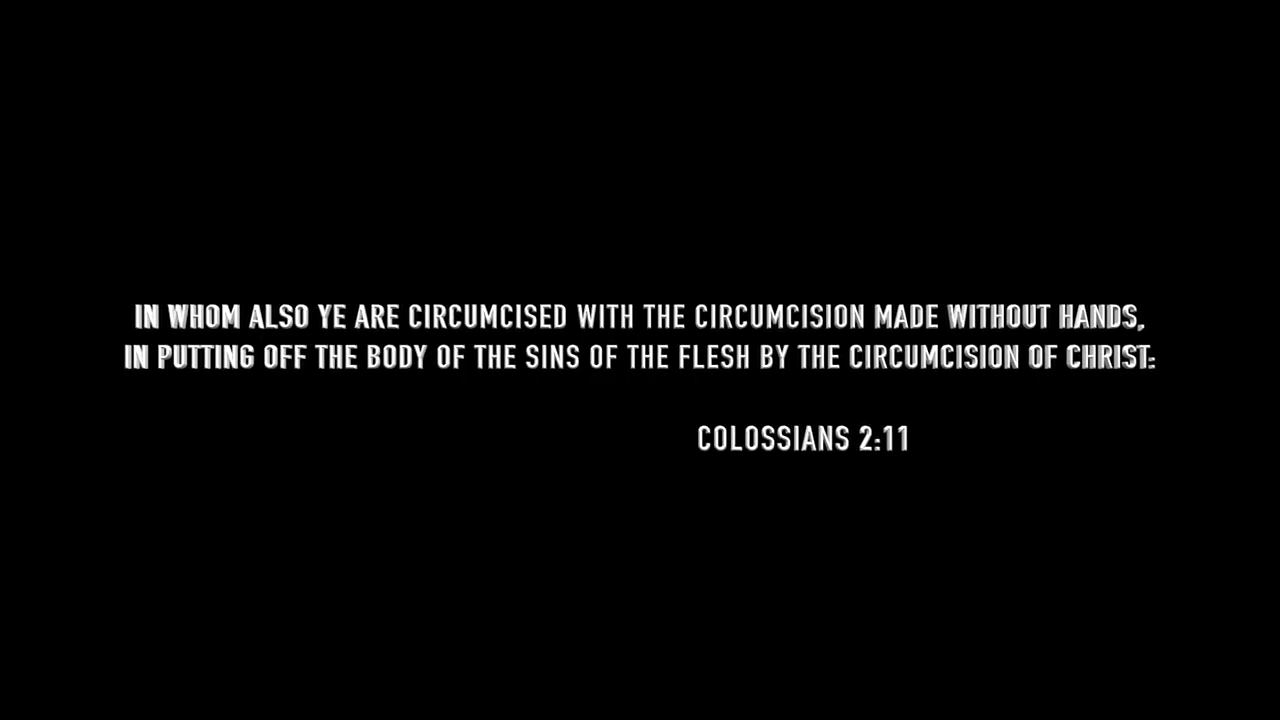 IN WHOM ALSO YE ARE CIRCUMCISED WITH THE CIRCUMCISION MADE WITHOUT HANDS,
IN PUTTING OFF THE BODY OF THE SINS OF THE FLESH BY THE CIRCUMCISION OF CHRIST:
COLOSSIANS 2:11